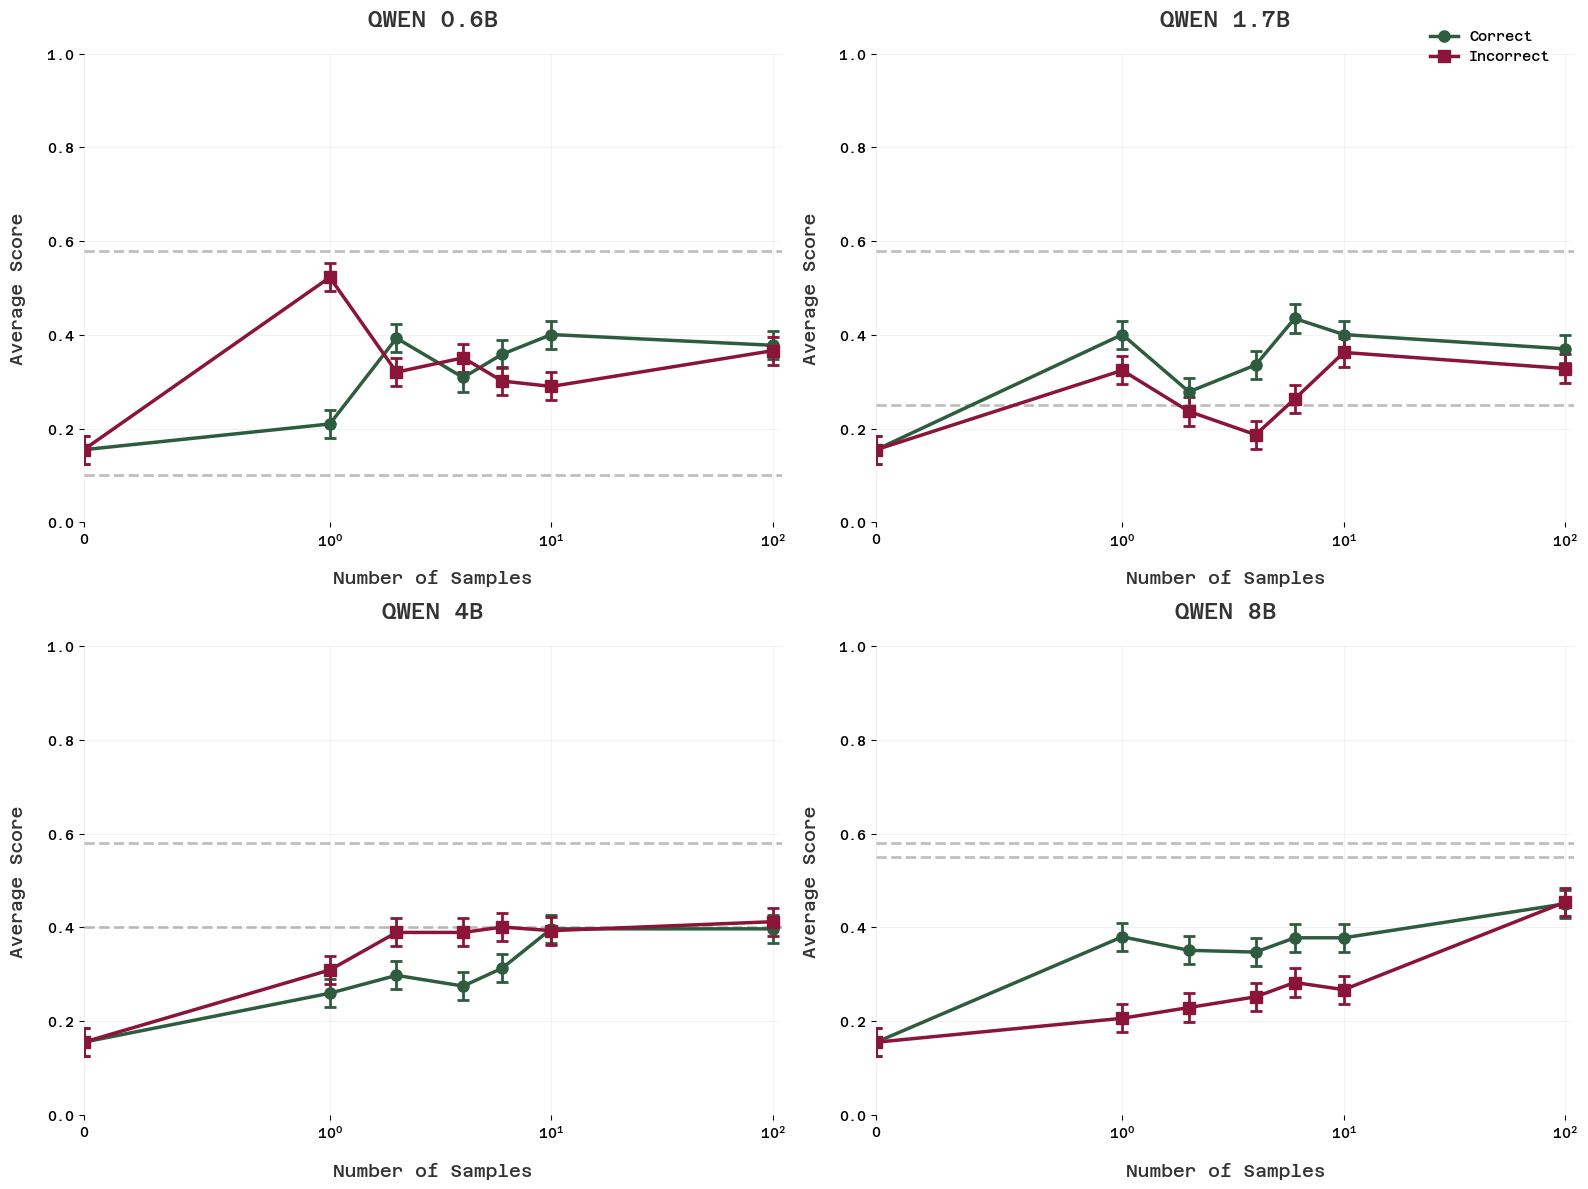 QWEN 0.6B
1.0
0.8
0.6
0.4
0.2
0.0
Average Score
0
10⁰
10¹
10²
Number of Samples
QWEN 1.7B
Correct
Incorrect
1.0
0.8
0.6
0.4
0.2
0.0
Average Score
0
10⁰
10¹
10²
Number of Samples
QWEN 4B
1.0
0.8
0.6
0.4
0.2
0.0
Average Score
0
10⁰
10¹
10²
Number of Samples
QWEN 8B
1.0
0.8
0.6
0.4
0.2
0.0
Average Score
0
10⁰
10¹
10²
Number of Samples